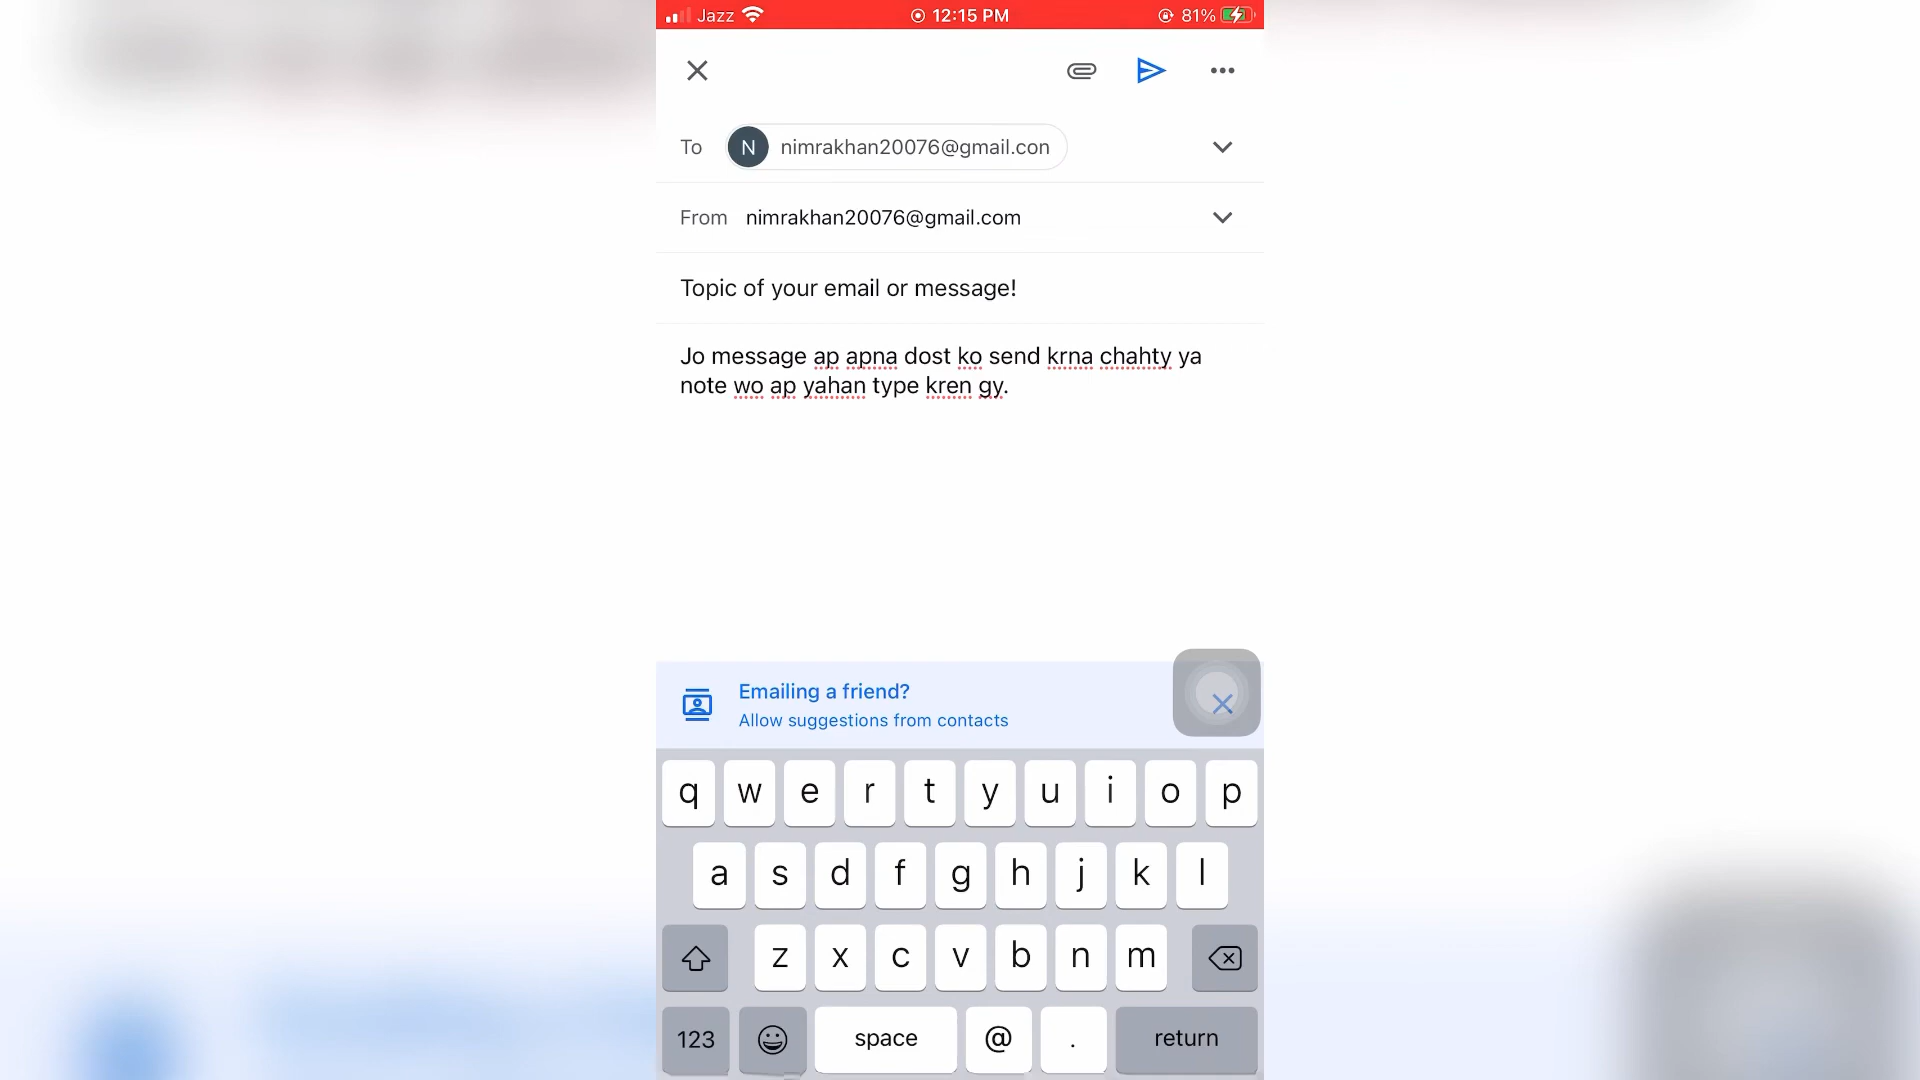 Jazz 12:15 PM 81%
To N nimrakhan20076@gmail.con
From nimrakhan20076@gmail.com
Topic of your email or message!
Jo message ap apna dost ko send krna chahty ya
note wo ap yahan type kren gy.
Emailing a friend?
Allow suggestions from contacts
q w e r t y u i o p
a s d f g h j k l
z x c v b n m
123 space @ . return